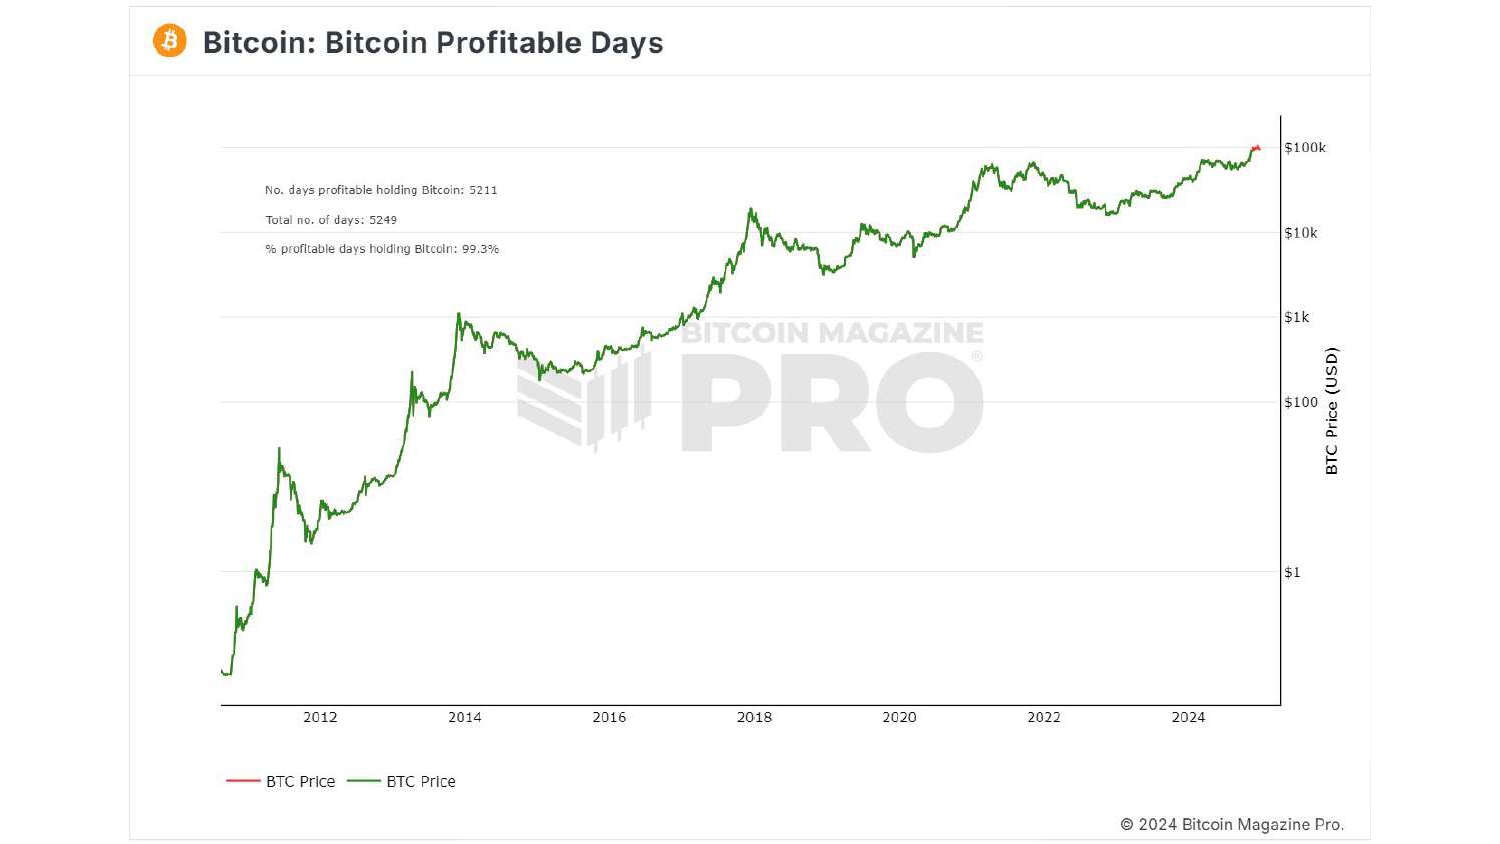 Bitcoin: Bitcoin Profitable Days
No. days profitable holding Bitcoin: 5211
Total no. of days: 5249
% profitable days holding Bitcoin: 99.3%
$100k
$10k
$1k
$100
$1
BTC Price (USD)
BITCOIN MAGAZINE
PRO®
2012 2014 2016 2018 2020 2022 2024
BTC Price BTC Price
© 2024 Bitcoin Magazine Pro.